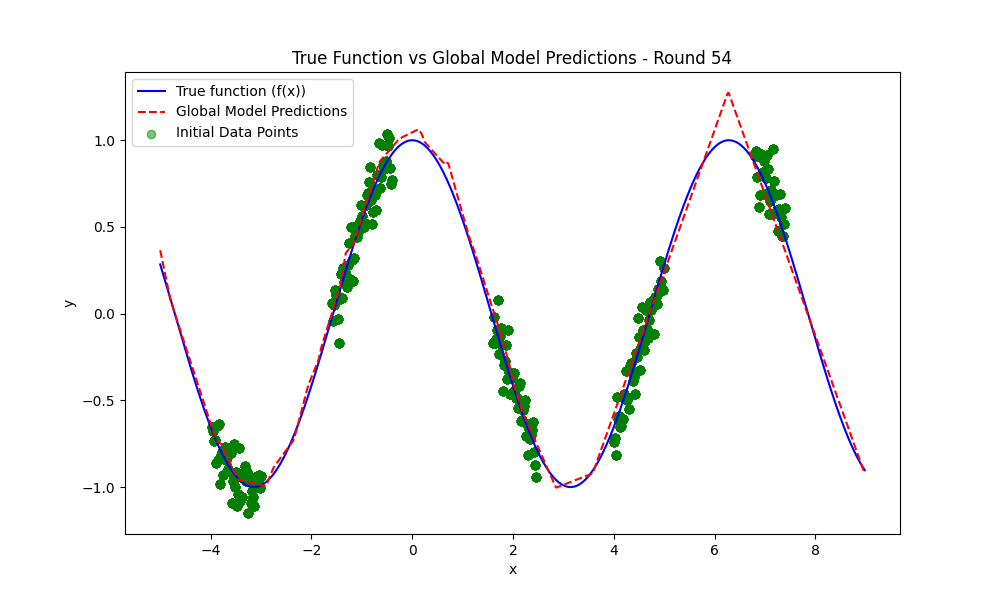 True Function vs Global Model Predictions - Round 54
True function (f(x))
Global Model Predictions
Initial Data Points
1.0
0.5
0.0
−0.5
−1.0
y
−4
−2
0
2
4
6
8
x